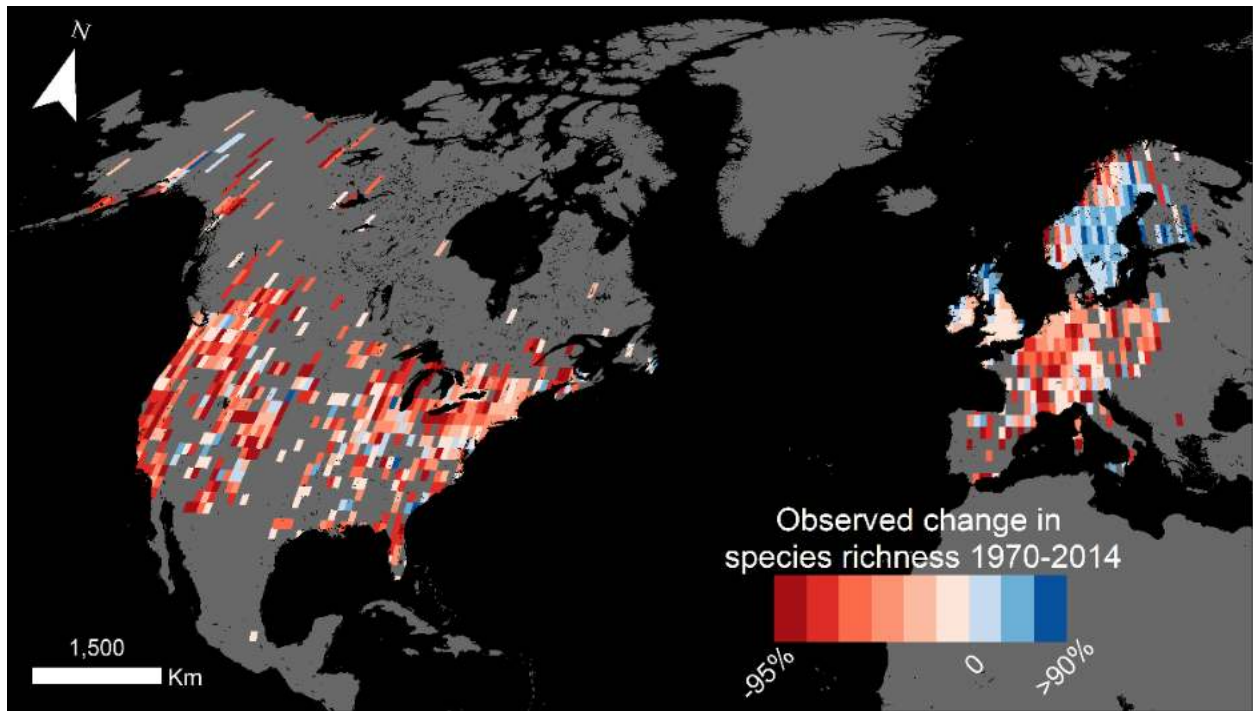 N
Observed change in
species richness 1970-2014
-95%
0
>90%
1,500
Km